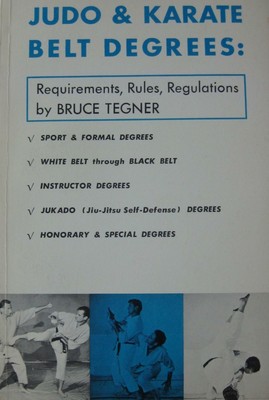 JUDO & KARATE
BELT DEGREES:
Requirements, Rules, Regulations
by BRUCE TEGNER
√ SPORT & FORMAL DEGREES
√ WHITE BELT through BLACK BELT
√ INSTRUCTOR DEGREES
√ JUKADO (Jiu-Jitsu Self-Defense) DEGREES
√ HONORARY & SPECIAL DEGREES